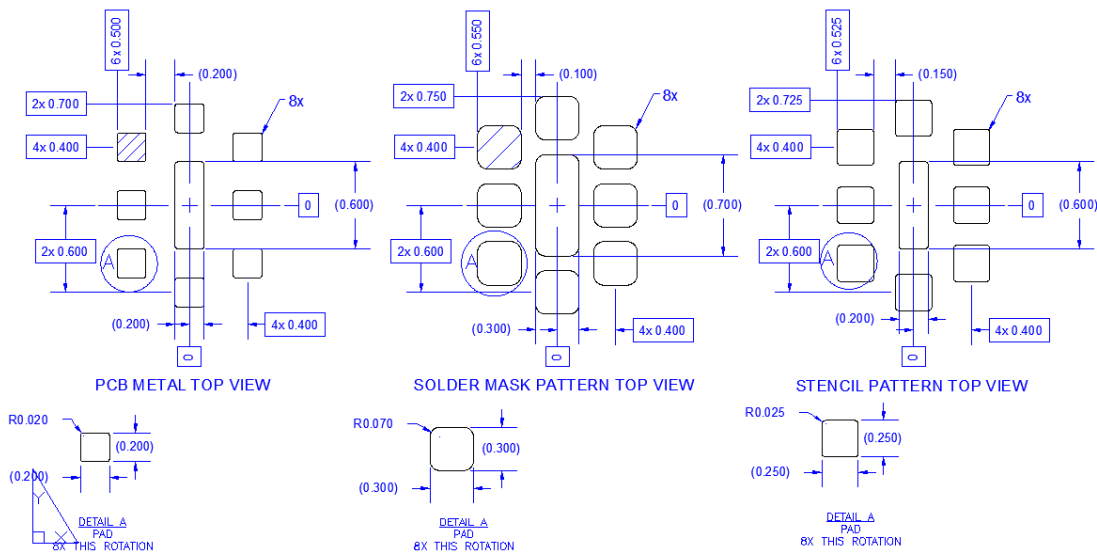 6x 0.500
(0.200)
2x 0.700
8x
4x 0.400
0
(0.600)
2x 0.600
A
(0.200)
4x 0.400
0
PCB METAL TOP VIEW
6x 0.550
(0.100)
2x 0.750
8x
4x 0.400
0
(0.700)
2x 0.600
A
(0.300)
4x 0.400
0
SOLDER MASK PATTERN TOP VIEW
6x 0.525
(0.150)
2x 0.725
8x
4x 0.400
0
(0.600)
2x 0.600
A
(0.200)
4x 0.400
0
STENCIL PATTERN TOP VIEW
R0.020
(0.200)
(0.200)
Y
X
DETAIL A
PAD
8X THIS ROTATION
R0.070
(0.300)
(0.300)
DETAIL A
PAD
8X THIS ROTATION
R0.025
(0.250)
(0.250)
DETAIL A
PAD
8X THIS ROTATION